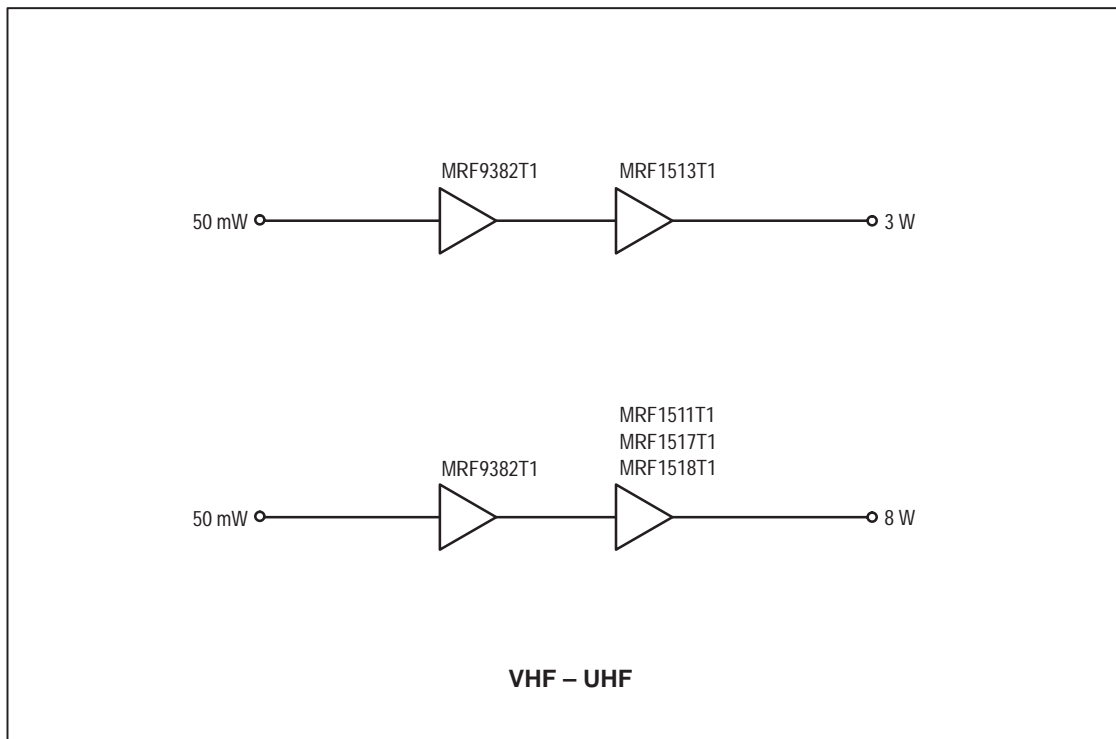 MRF9382T1 MRF1513T1
50 mW 3 W
MRF1511T1
MRF1517T1
MRF9382T1 MRF1518T1
50 mW 8 W
VHF – UHF